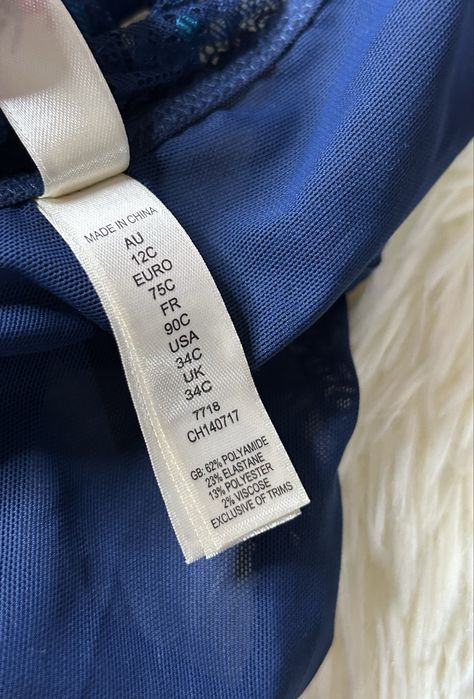 MADE IN CHINA
AU
12C
EURO
75C
FR
90C
USA
34C
UK
34C
7718
CH140717
GB: 62% POLYAMIDE
23% ELASTANE
13% POLYESTER
2% VISCOSE
EXCLUSIVE OF TRIMS